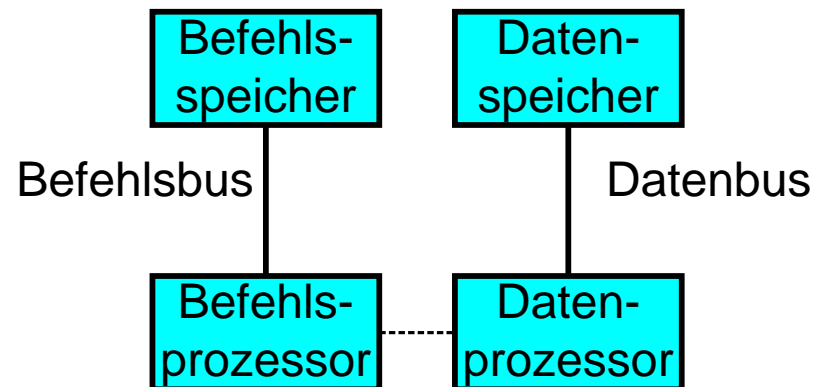 Befehls-
speicher
Daten-
speicher
Befehlsbus
Datenbus
Befehls-
prozessor
Daten-
prozessor